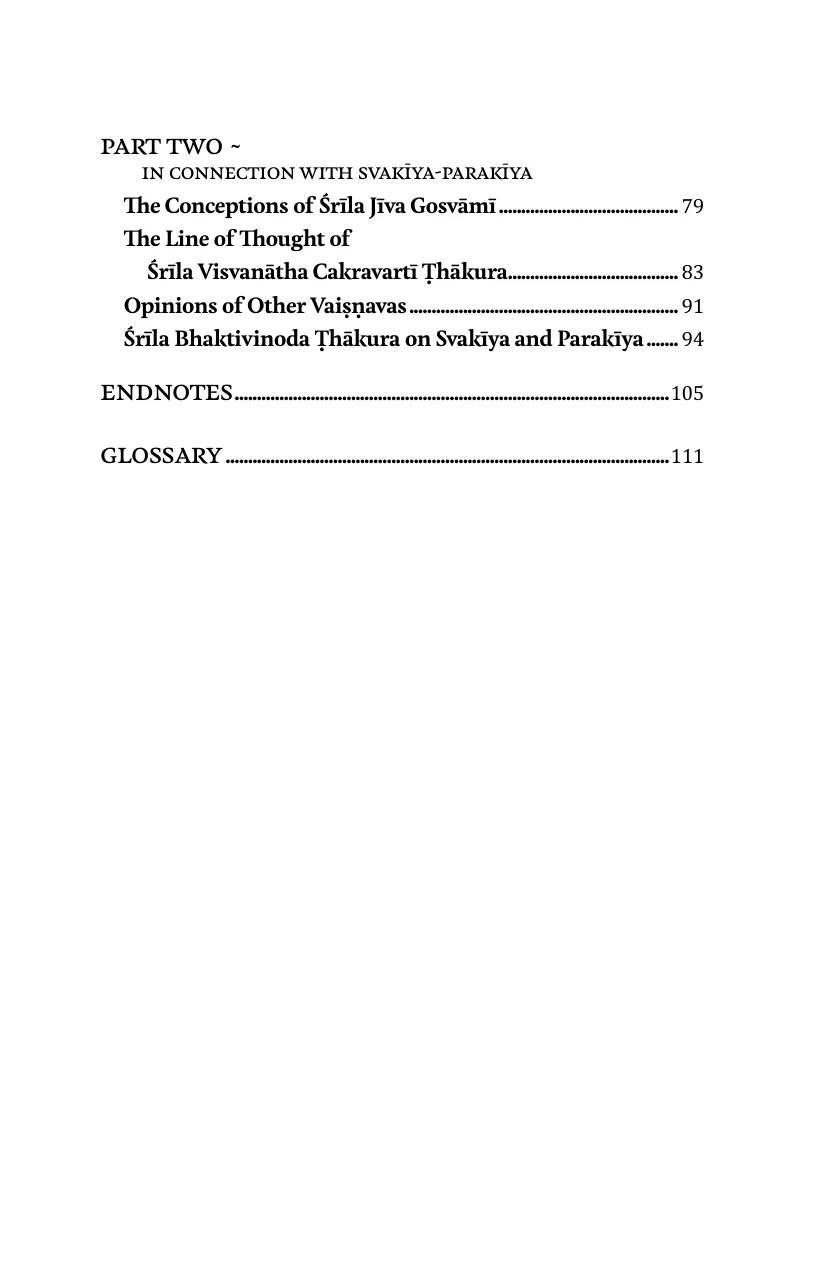 PART TWO ~
IN CONNECTION WITH SVAKĪYA-PARAKĪYA
The Conceptions of Śrīla Jīva Gosvāmī ........................................ 79
The Line of Thought of
Śrīla Visvanātha Cakravartī Ṭhākura...................................... 83
Opinions of Other Vaiṣṇavas ............................................................ 91
Śrīla Bhaktivinoda Ṭhākura on Svakīya and Parakīya ....... 94
ENDNOTES.................................................................................................105
GLOSSARY ...................................................................................................111